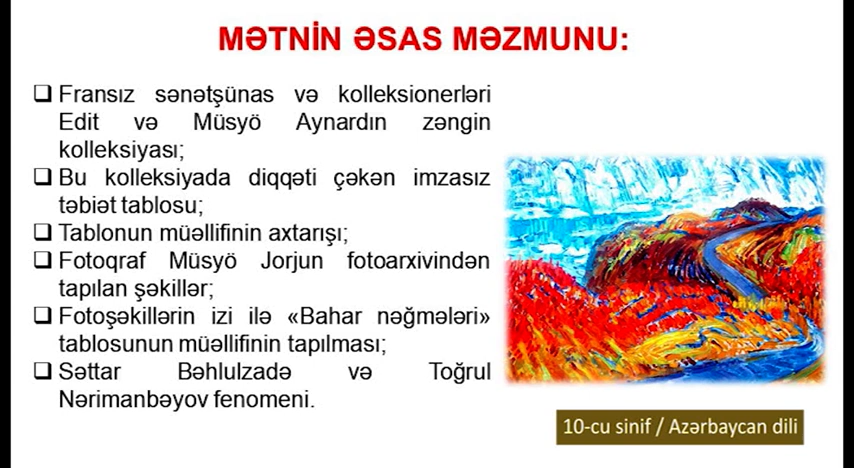 MƏTNİN ƏSAS MƏZMUNU:
❑ Fransız sənətşünas və kolleksionerləri
Edit və Müsyö Aynardın zəngin
kolleksiyası;
❑ Bu kolleksiyada diqqəti çəkən imzasız
təbiət tablosu;
❑ Tablonun müəllifinin axtarışı;
❑ Fotoqraf Müsyö Jorjun fotoarxivindən
tapılan şəkillər;
❑ Fotoşəkillərin izi ilə «Bahar nəğmələri»
tablosunun müəllifinin tapılması;
❑ Səttar Bəhlulzadə və Toğrul
Nərimanbəyov fenomeni.
10-cu sinif / Azərbaycan dili